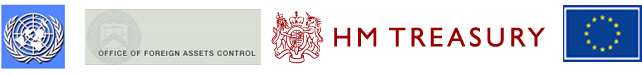 OFFICE OF FOREIGN ASSETS CONTROL
HM TREASURY